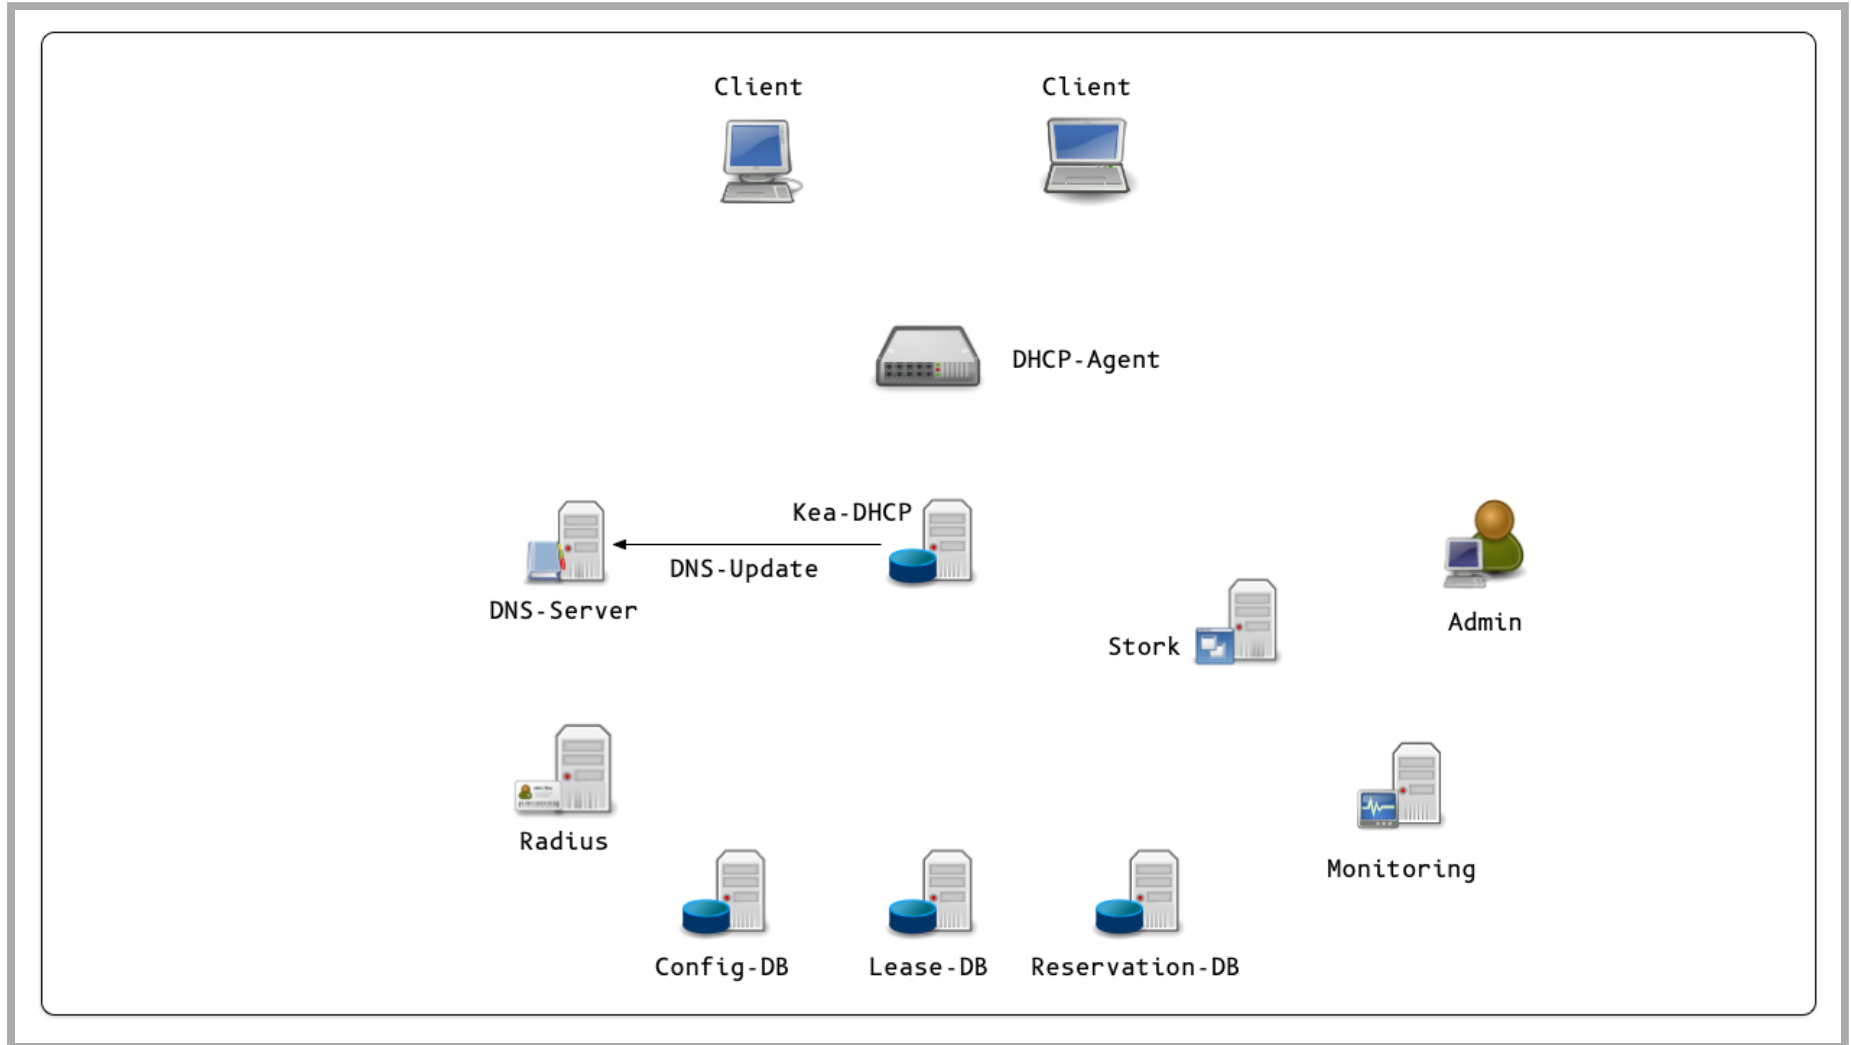 Client
Client
DHCP-Agent
Kea-DHCP
DNS-Update
DNS-Server
Admin
Stork
Radius
Monitoring
Config-DB
Lease-DB
Reservation-DB